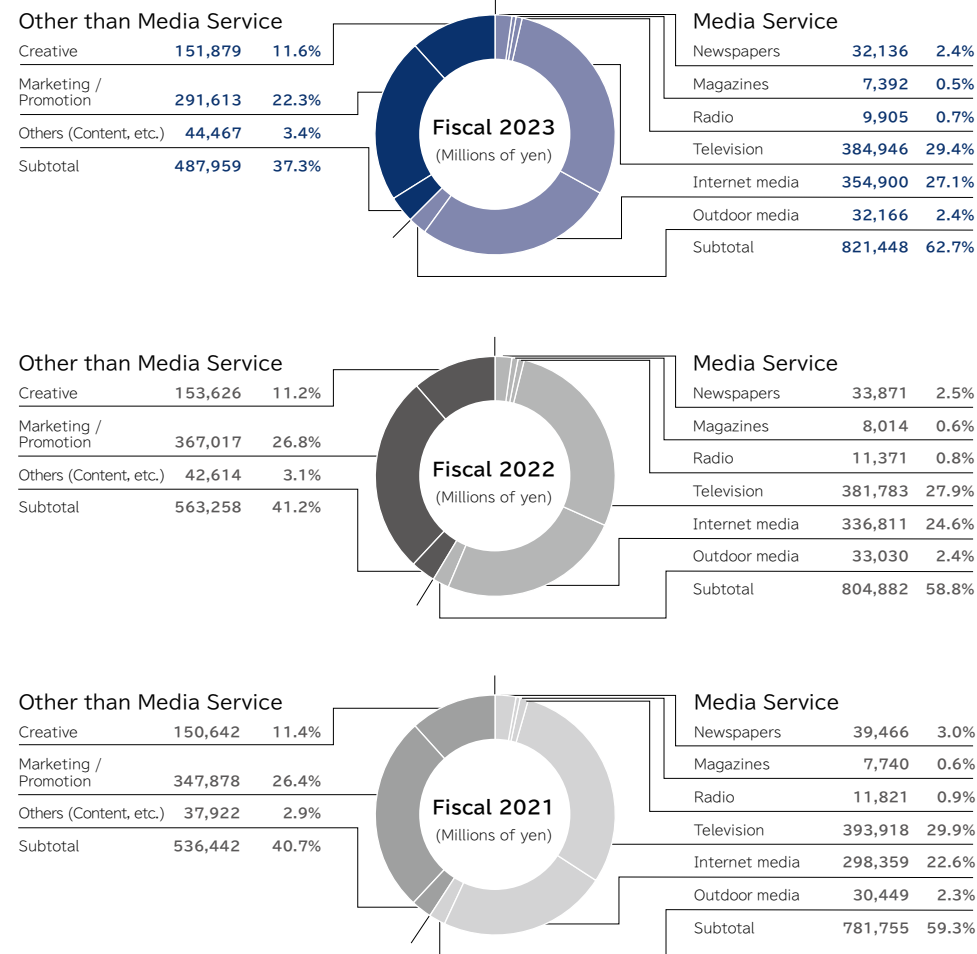 Other than Media Service
Creative 151,879 11.6%
Marketing /
Promotion 291,613 22.3%
Others (Content, etc.) 44,467 3.4%
Subtotal 487,959 37.3%
Fiscal 2023
(Millions of yen)
Media Service
Newspapers 32,136 2.4%
Magazines 7,392 0.5%
Radio 9,905 0.7%
Television 384,946 29.4%
Internet media 354,900 27.1%
Outdoor media 32,166 2.4%
Subtotal 821,448 62.7%
Other than Media Service
Creative 153,626 11.2%
Marketing /
Promotion 367,017 26.8%
Others (Content, etc.) 42,614 3.1%
Subtotal 563,258 41.2%
Fiscal 2022
(Millions of yen)
Media Service
Newspapers 33,871 2.5%
Magazines 8,014 0.6%
Radio 11,371 0.8%
Television 381,783 27.9%
Internet media 336,811 24.6%
Outdoor media 33,030 2.4%
Subtotal 804,882 58.8%
Other than Media Service
Creative 150,642 11.4%
Marketing /
Promotion 347,878 26.4%
Others (Content, etc.) 37,922 2.9%
Subtotal 536,442 40.7%
Fiscal 2021
(Millions of yen)
Media Service
Newspapers 39,466 3.0%
Magazines 7,740 0.6%
Radio 11,821 0.9%
Television 393,918 29.9%
Internet media 298,359 22.6%
Outdoor media 30,449 2.3%
Subtotal 781,755 59.3%